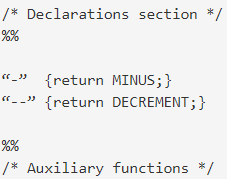 /* Declarations section */
%%
“-”  {return MINUS;}
“--” {return DECREMENT;}
%%
/* Auxiliary functions */